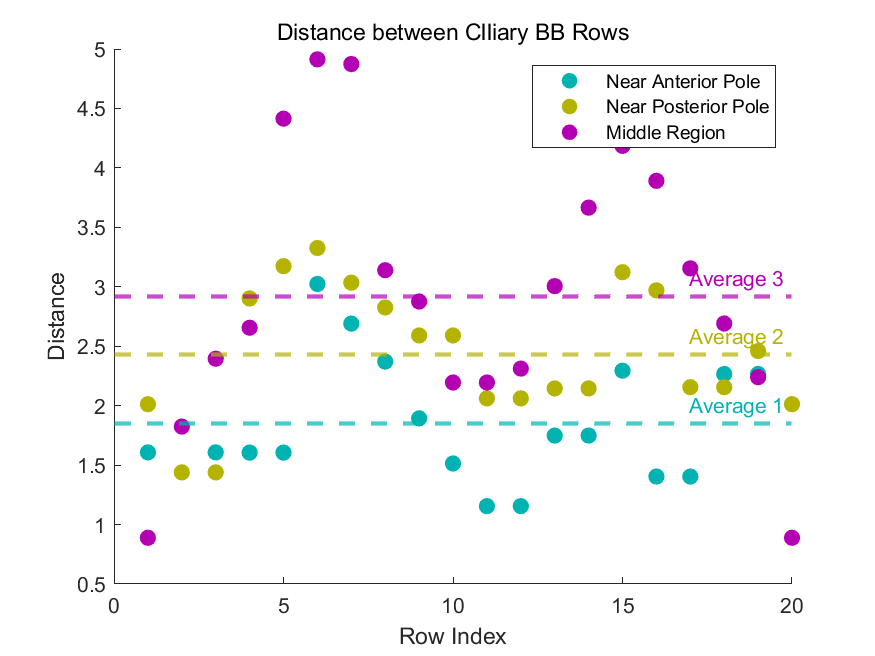 Distance between CIliary BB Rows
5
4.5
4
3.5
3
2.5
2
1.5
1
0.5
Distance
Near Anterior Pole
Near Posterior Pole
Middle Region
Average 3
Average 2
Average 1
0
5
10
15
20
Row Index